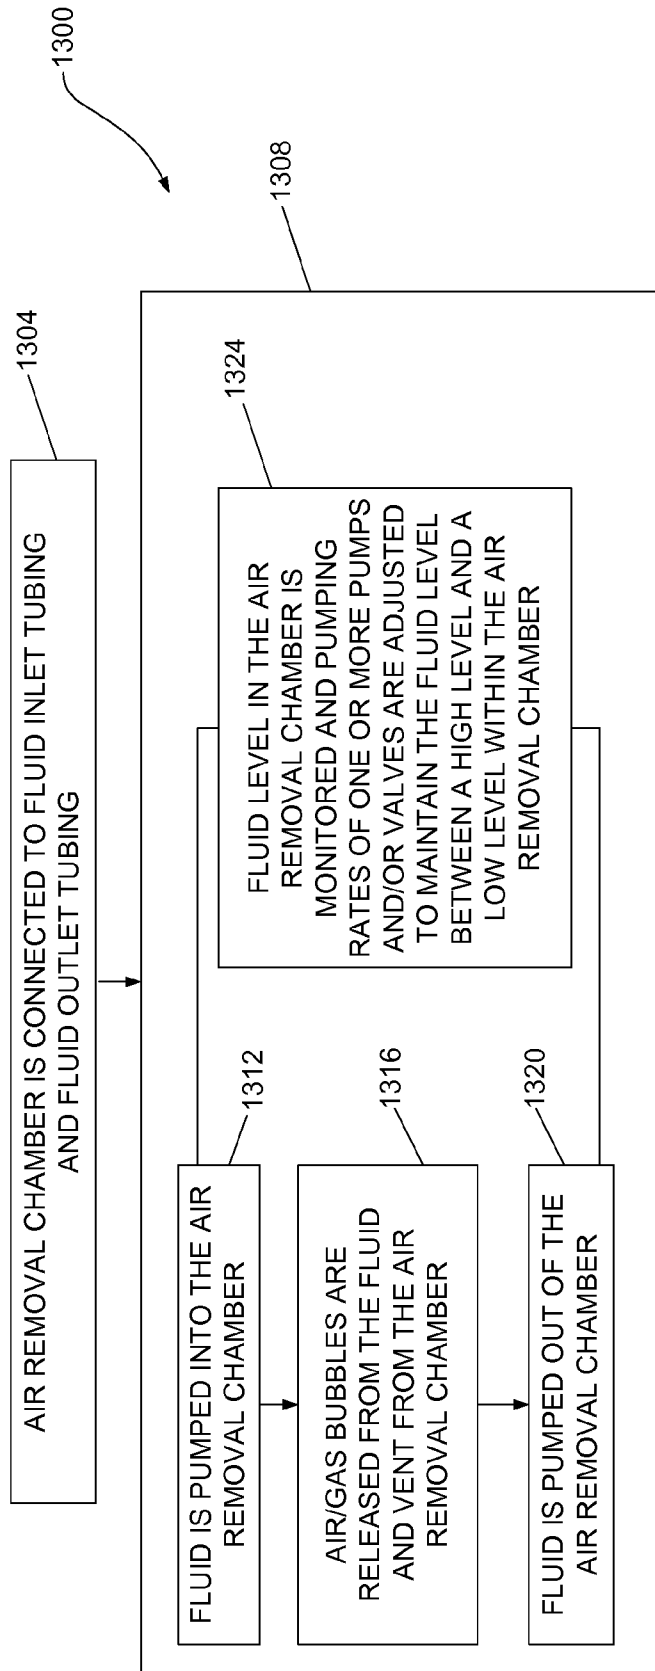 1300
1304
AIR REMOVAL CHAMBER IS CONNECTED TO FLUID INLET TUBING
AND FLUID OUTLET TUBING
1308
1312
FLUID IS PUMPED INTO THE AIR
REMOVAL CHAMBER
1316
AIR/GAS BUBBLES ARE
RELEASED FROM THE FLUID
AND VENT FROM THE AIR
REMOVAL CHAMBER
1320
FLUID IS PUMPED OUT OF THE
AIR REMOVAL CHAMBER
1324
FLUID LEVEL IN THE AIR
REMOVAL CHAMBER IS
MONITORED AND PUMPING
RATES OF ONE OR MORE PUMPS
AND/OR VALVES ARE ADJUSTED
TO MAINTAIN THE FLUID LEVEL
BETWEEN A HIGH LEVEL AND A
LOW LEVEL WITHIN THE AIR
REMOVAL CHAMBER